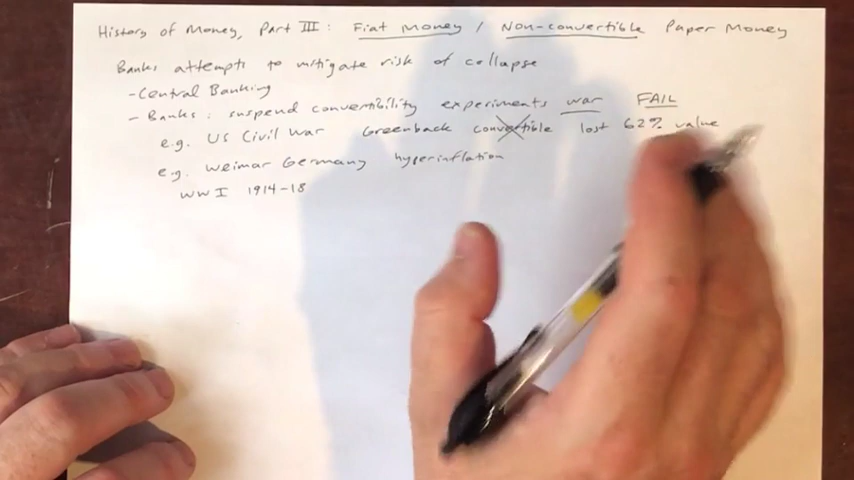 History of Money, Part III: Fiat Money / Non-convertible Paper Money
Banks attempts to mitigate risk of collapse
- Central Banking
- Banks: suspend convertibility experiments war FAIL
e.g. US Civil War Greenback convertible lost 62% value
e.g. Weimar Germany hyperinflation
WWI 1914-18